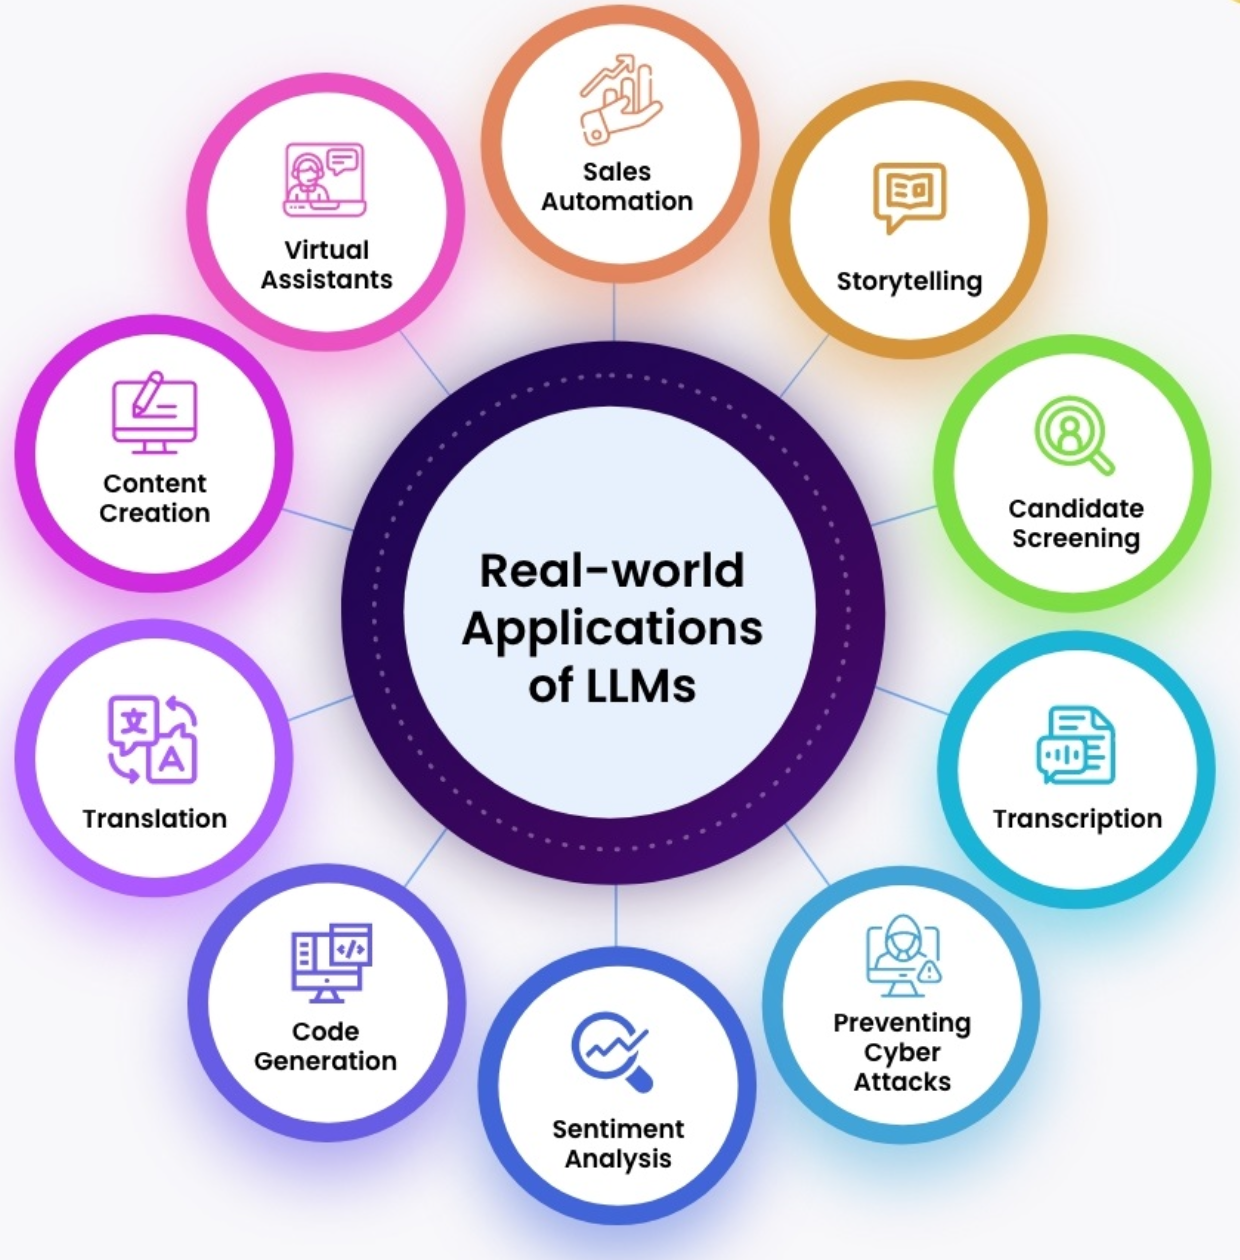 Sales
Automation
Storytelling
Candidate
Screening
Transcription
Preventing
Cyber
Attacks
Sentiment
Analysis
Code
Generation
Translation
文
A
Content
Creation
Virtual
Assistants
Real-world
Applications
of LLMs